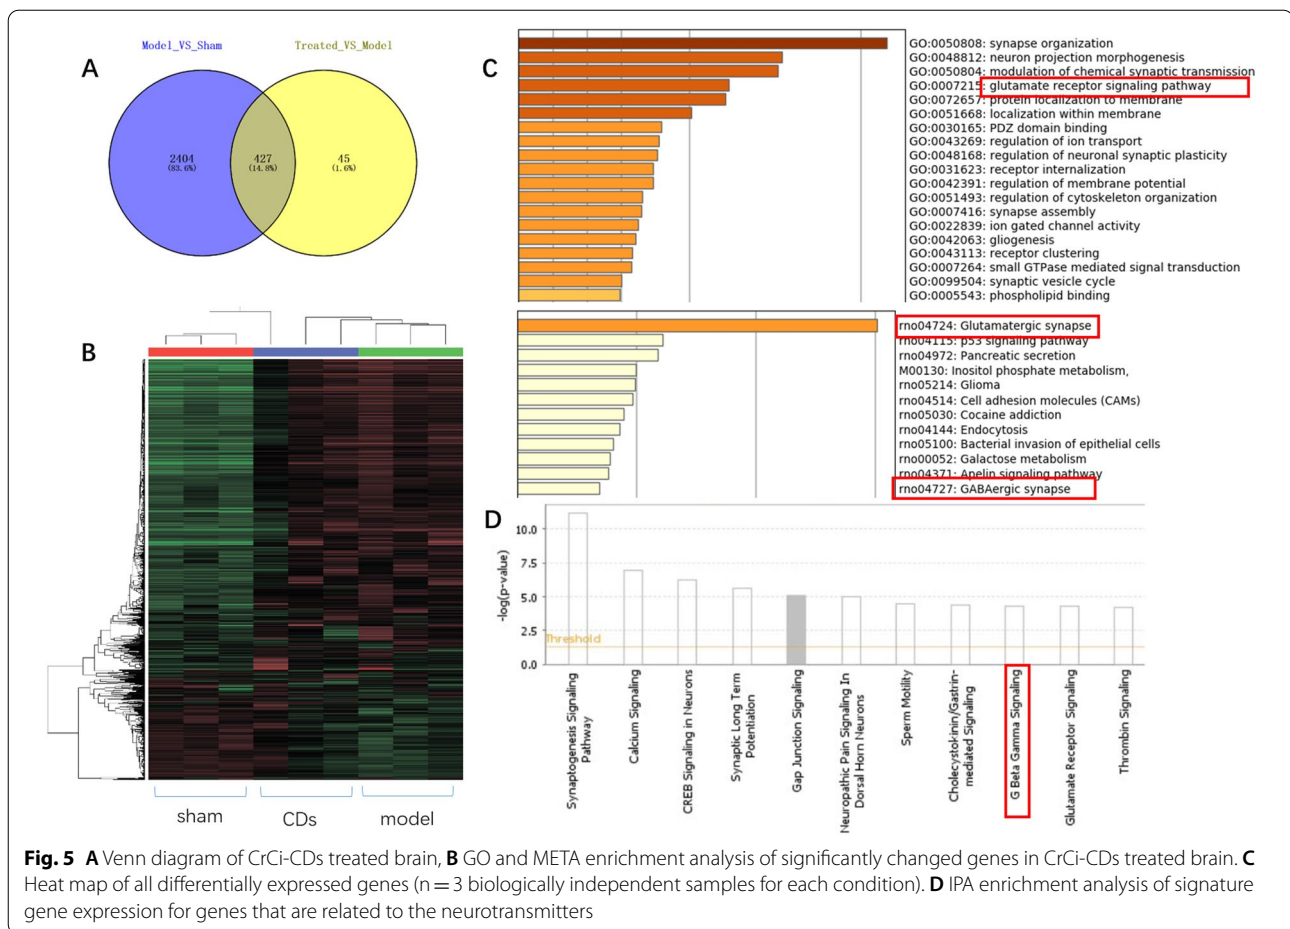 Model_VS_Sham
Treated_VS_Model
A
2404
(83.6%)
427
(14.8%)
45
(1.6%)
B
sham
CDs
model
C
GO:0050808: synapse organization
GO:0048812: neuron projection morphogenesis
GO:0050804: modulation of chemical synaptic transmission
GO:0007215: glutamate receptor signaling pathway
GO:0072657: protein localization to membrane
GO:0051668: localization within membrane
GO:0030165: PDZ domain binding
GO:0043269: regulation of ion transport
GO:0048168: regulation of neuronal synaptic plasticity
GO:0031623: receptor internalization
GO:0042391: regulation of membrane potential
GO:0051493: regulation of cytoskeleton organization
GO:0007416: synapse assembly
GO:0022839: ion gated channel activity
GO:0042063: gliogenesis
GO:0043113: receptor clustering
GO:0007264: small GTPase mediated signal transduction
GO:0099504: synaptic vesicle cycle
GO:0005543: phospholipid binding
rno04724: Glutamatergic synapse
rno04115: p53 signaling pathway
rno04972: Pancreatic secretion
M00130: Inositol phosphate metabolism,
rno05214: Glioma
rno04514: Cell adhesion molecules (CAMs)
rno05030: Cocaine addiction
rno04144: Endocytosis
rno05100: Bacterial invasion of epithelial cells
rno00052: Galactose metabolism
rno04371: Apelin signaling pathway
rno04727: GABAergic synapse
D
-log(p-value)
10.0
7.5
5.0
2.5
0.0
Threshold
Synaptogenesis Signaling
Pathway
Calcium Signaling
CREB Signaling in Neurons
Synaptic Long Term
Potentiation
Gap Junction Signaling
Neuropathic Pain Signaling In
Dorsal Horn Neurons
Sperm Motility
Cholecystokinin/Gastrin-
mediated Signaling
G Beta Gamma Signaling
Glutamate Receptor Signaling
Thrombin Signaling
Fig. 5 A Venn diagram of CrCi-CDs treated brain, B GO and META enrichment analysis of significantly changed genes in CrCi-CDs treated brain. C
Heat map of all differentially expressed genes (n = 3 biologically independent samples for each condition). D IPA enrichment analysis of signature
gene expression for genes that are related to the neurotransmitters